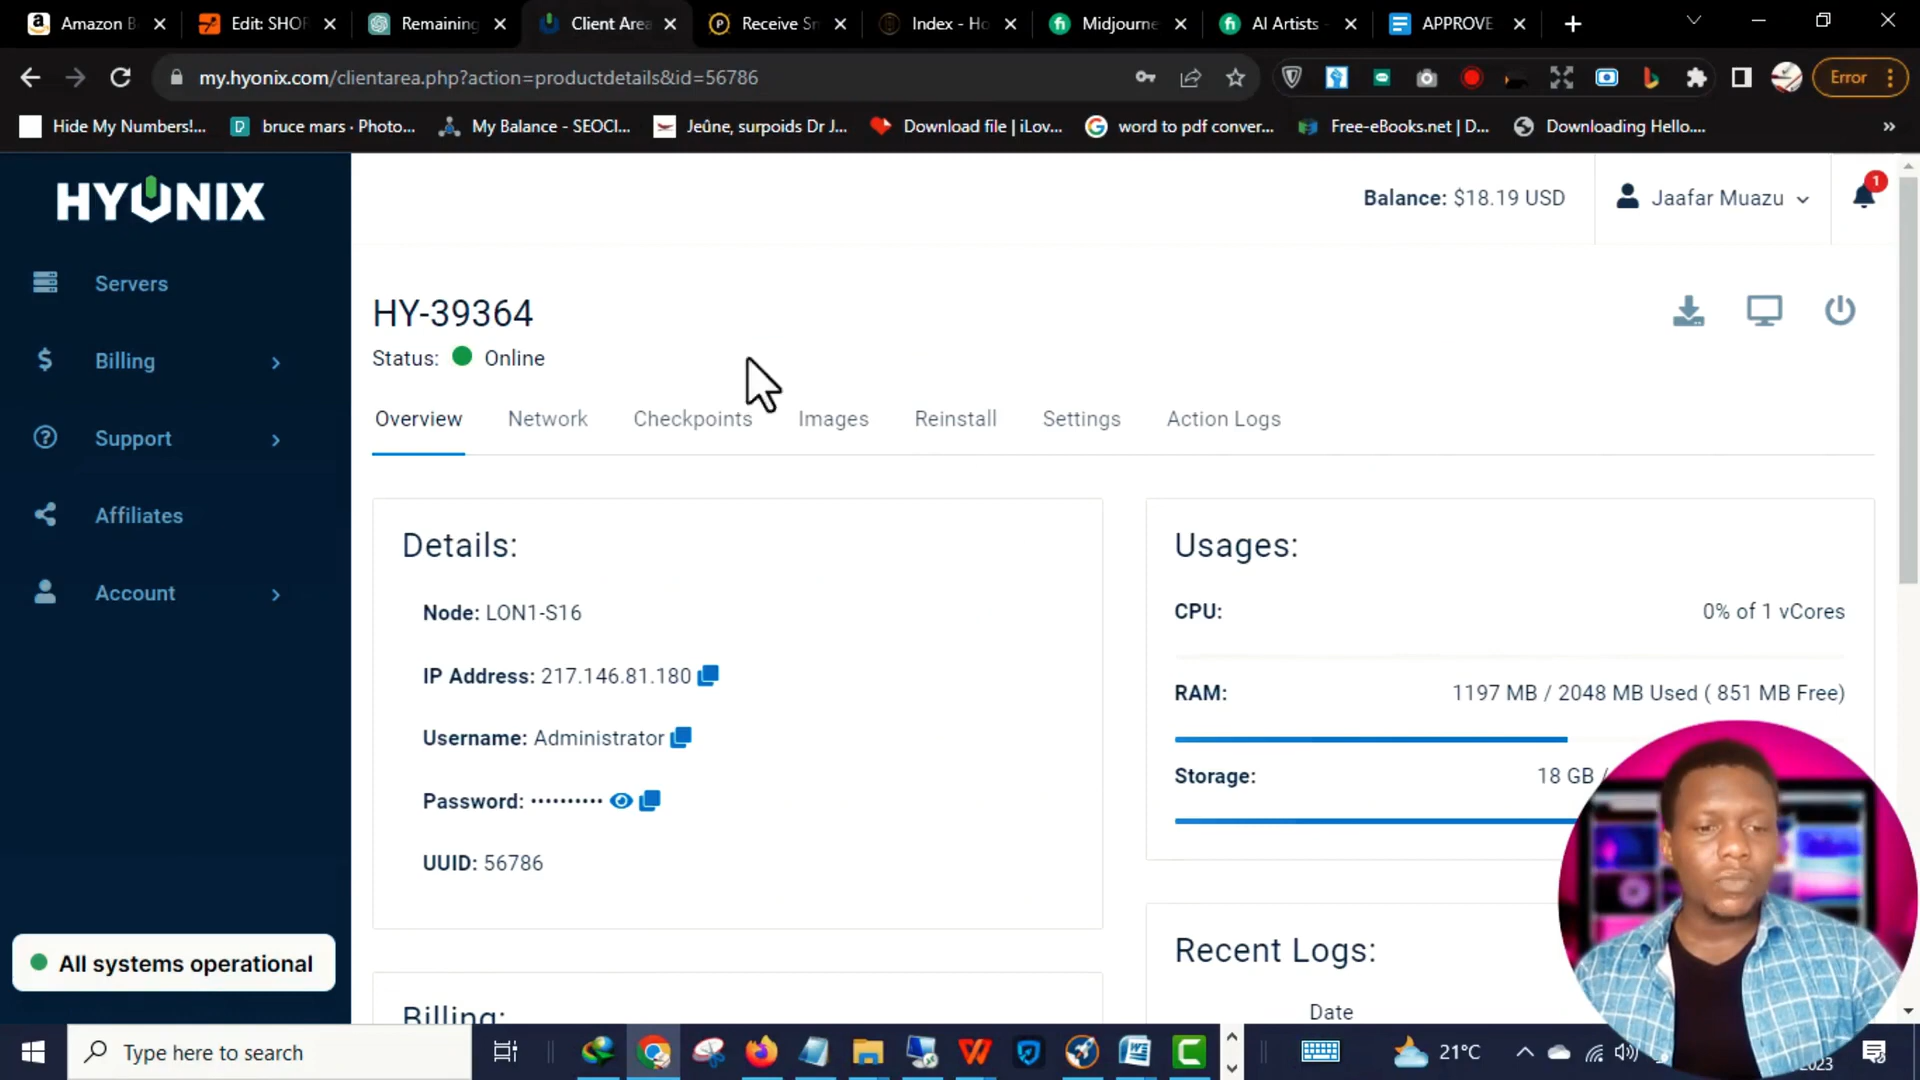 Amazon B
Edit: SHOR
Remaining
Client Area
Receive Sm
Index - Ho
Midjourne
AI Artists -
APPROVE
my.hyonix.com/clientarea.php?action=productdetails&id=56786
Error
Hide My Numbers!...
bruce mars · Photo...
My Balance - SEOCl...
Jeûne, surpoids Dr J...
Download file | iLov...
word to pdf conver...
Free-eBooks.net | D...
Downloading Hello....
HYONIX
Balance: $18.19 USD
Jaafar Muazu
1
Servers
Billing
Support
Affiliates
Account
All systems operational
HY-39364
Status: Online
Overview
Network
Checkpoints
Images
Reinstall
Settings
Action Logs
Details:
Node: LON1-S16
IP Address: 217.146.81.180
Username: Administrator
Password: ••••••••••
UUID: 56786
Usages:
CPU: 0% of 1 vCores
RAM: 1197 MB / 2048 MB Used ( 851 MB Free)
Storage: 18 GB /
Billing:
Recent Logs:
Date
Type here to search
21°C
2023